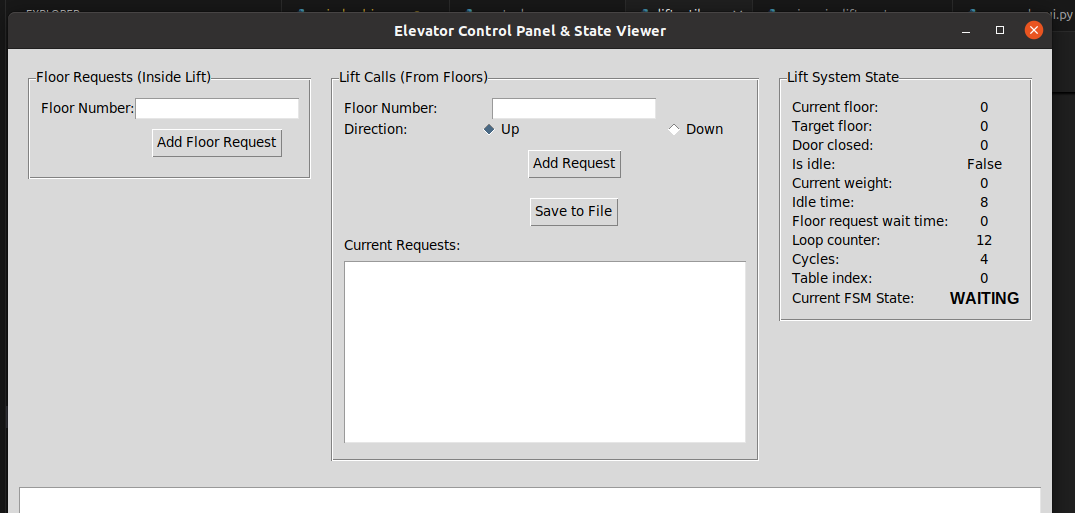 EXPLORER
Elevator Control Panel & State Viewer
Floor Requests (Inside Lift)
Floor Number:
Add Floor Request
Lift Calls (From Floors)
Floor Number:
Direction: Up Down
Add Request
Save to File
Current Requests:
Lift System State
Current floor: 0
Target floor: 0
Door closed: 0
Is idle: False
Current weight: 0
Idle time: 8
Floor request wait time: 0
Loop counter: 12
Cycles: 4
Table index: 0
Current FSM State: WAITING